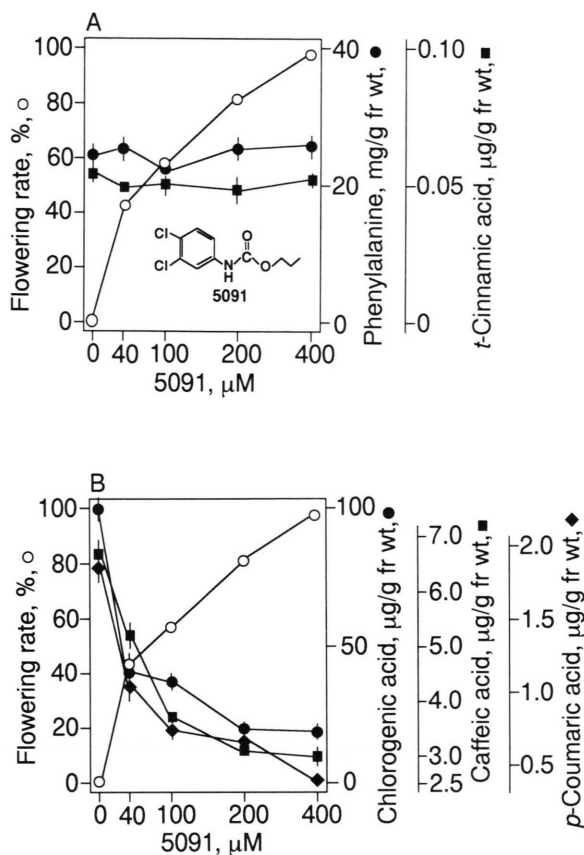 A
Flowering rate, %, ○
100
80
60
40
20
0
0 40 100 200 400
5091, μM
Cl
Cl
N
H
C
O
O
5091
40
20
0
Phenylalanine, mg/g fr wt, ●
0.10
0.05
0
t-Cinnamic acid, μg/g fr wt, ■
B
Flowering rate, %, ○
100
80
60
40
20
0
0 40 100 200 400
5091, μM
100
50
0
Chlorogenic acid, μg/g fr wt, ●
7.0
6.0
5.0
4.0
3.0
2.5
Caffeic acid, μg/g fr wt, ■
2.0
1.5
1.0
0.5
p-Coumaric acid, μg/g fr wt, ◆